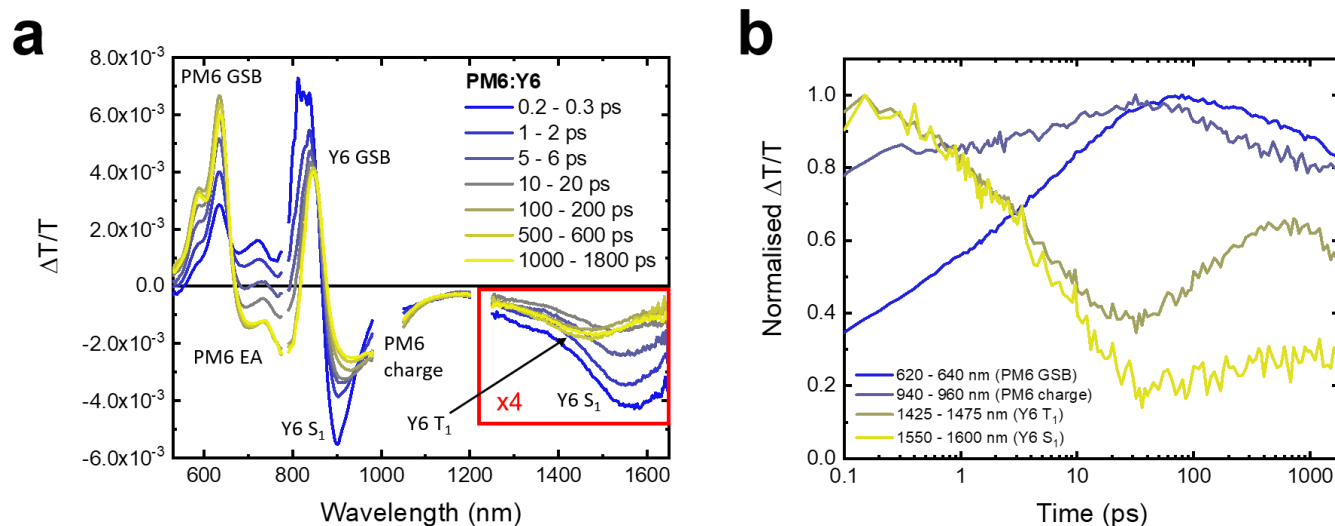 a
8.0x10⁻³
6.0x10⁻³
4.0x10⁻³
2.0x10⁻³
0.0
-2.0x10⁻³
-4.0x10⁻³
-6.0x10⁻³
ΔT/T
PM6 GSB
Y6 GSB
PM6:Y6
0.2 - 0.3 ps
1 - 2 ps
5 - 6 ps
10 - 20 ps
100 - 200 ps
500 - 600 ps
1000 - 1800 ps
PM6 EA
Y6 S₁
PM6
charge
Y6 T₁
x4
Y6 S₁
600 800 1000 1200 1400 1600
Wavelength (nm)
b
1.0
0.8
0.6
0.4
0.2
0.0
Normalised ΔT/T
620 - 640 nm (PM6 GSB)
940 - 960 nm (PM6 charge)
1425 - 1475 nm (Y6 T₁)
1550 - 1600 nm (Y6 S₁)
0.1 1 10 100 1000
Time (ps)